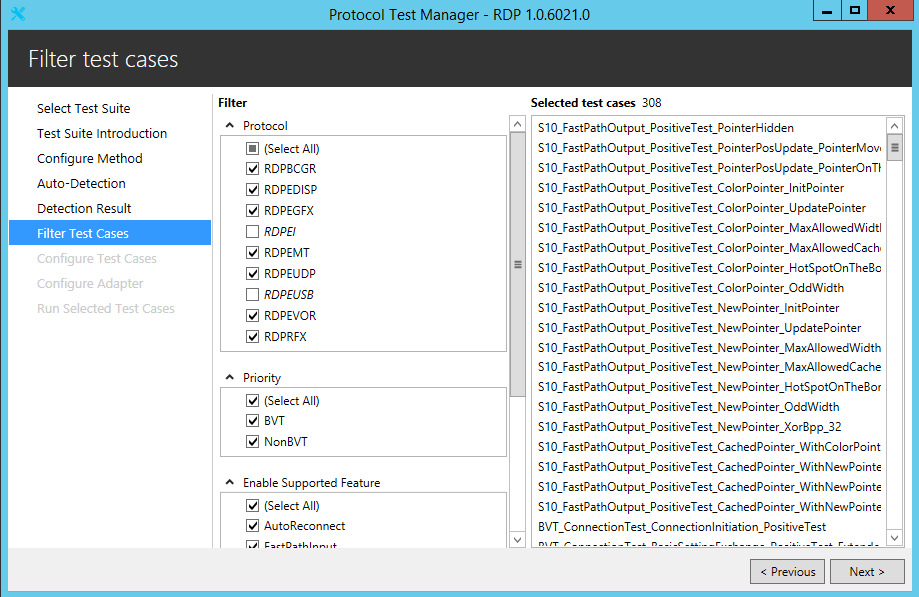 Protocol Test Manager - RDP 1.0.6021.0
Filter test cases
Select Test Suite
Test Suite Introduction
Configure Method
Auto-Detection
Detection Result
Filter Test Cases
Configure Test Cases
Configure Adapter
Run Selected Test Cases
Filter
Protocol
(Select All)
RDPBCGR
RDPEDISP
RDPEGFX
RDPEI
RDPEMT
RDPEUDP
RDPEUSB
RDPEVOR
RDPRFX
Priority
(Select All)
BVT
NonBVT
Enable Supported Feature
(Select All)
AutoReconnect
FastPathInput
Selected test cases 308
S10_FastPathOutput_PositiveTest_PointerHidden
S10_FastPathOutput_PositiveTest_PointerPosUpdate_PointerMov
S10_FastPathOutput_PositiveTest_PointerPosUpdate_PointerOnTh
S10_FastPathOutput_PositiveTest_ColorPointer_InitPointer
S10_FastPathOutput_PositiveTest_ColorPointer_UpdatePointer
S10_FastPathOutput_PositiveTest_ColorPointer_MaxAllowedWidth
S10_FastPathOutput_PositiveTest_ColorPointer_MaxAllowedCache
S10_FastPathOutput_PositiveTest_ColorPointer_HotSpotOnTheBo
S10_FastPathOutput_PositiveTest_ColorPointer_OddWidth
S10_FastPathOutput_PositiveTest_NewPointer_InitPointer
S10_FastPathOutput_PositiveTest_NewPointer_UpdatePointer
S10_FastPathOutput_PositiveTest_NewPointer_MaxAllowedWidth
S10_FastPathOutput_PositiveTest_NewPointer_MaxAllowedCache
S10_FastPathOutput_PositiveTest_NewPointer_HotSpotOnTheBor
S10_FastPathOutput_PositiveTest_NewPointer_OddWidth
S10_FastPathOutput_PositiveTest_NewPointer_XorBpp_32
S10_FastPathOutput_PositiveTest_CachedPointer_WithColorPoint
S10_FastPathOutput_PositiveTest_CachedPointer_WithNewPointe
S10_FastPathOutput_PositiveTest_CachedPointer_WithNewPointe
S10_FastPathOutput_PositiveTest_CachedPointer_WithNewPointe
BVT_ConnectionTest_ConnectionInitiation_PositiveTest
BVT_ConnectionTest_BasicSettingExchange_PositiveTest_Extende
< Previous
Next >